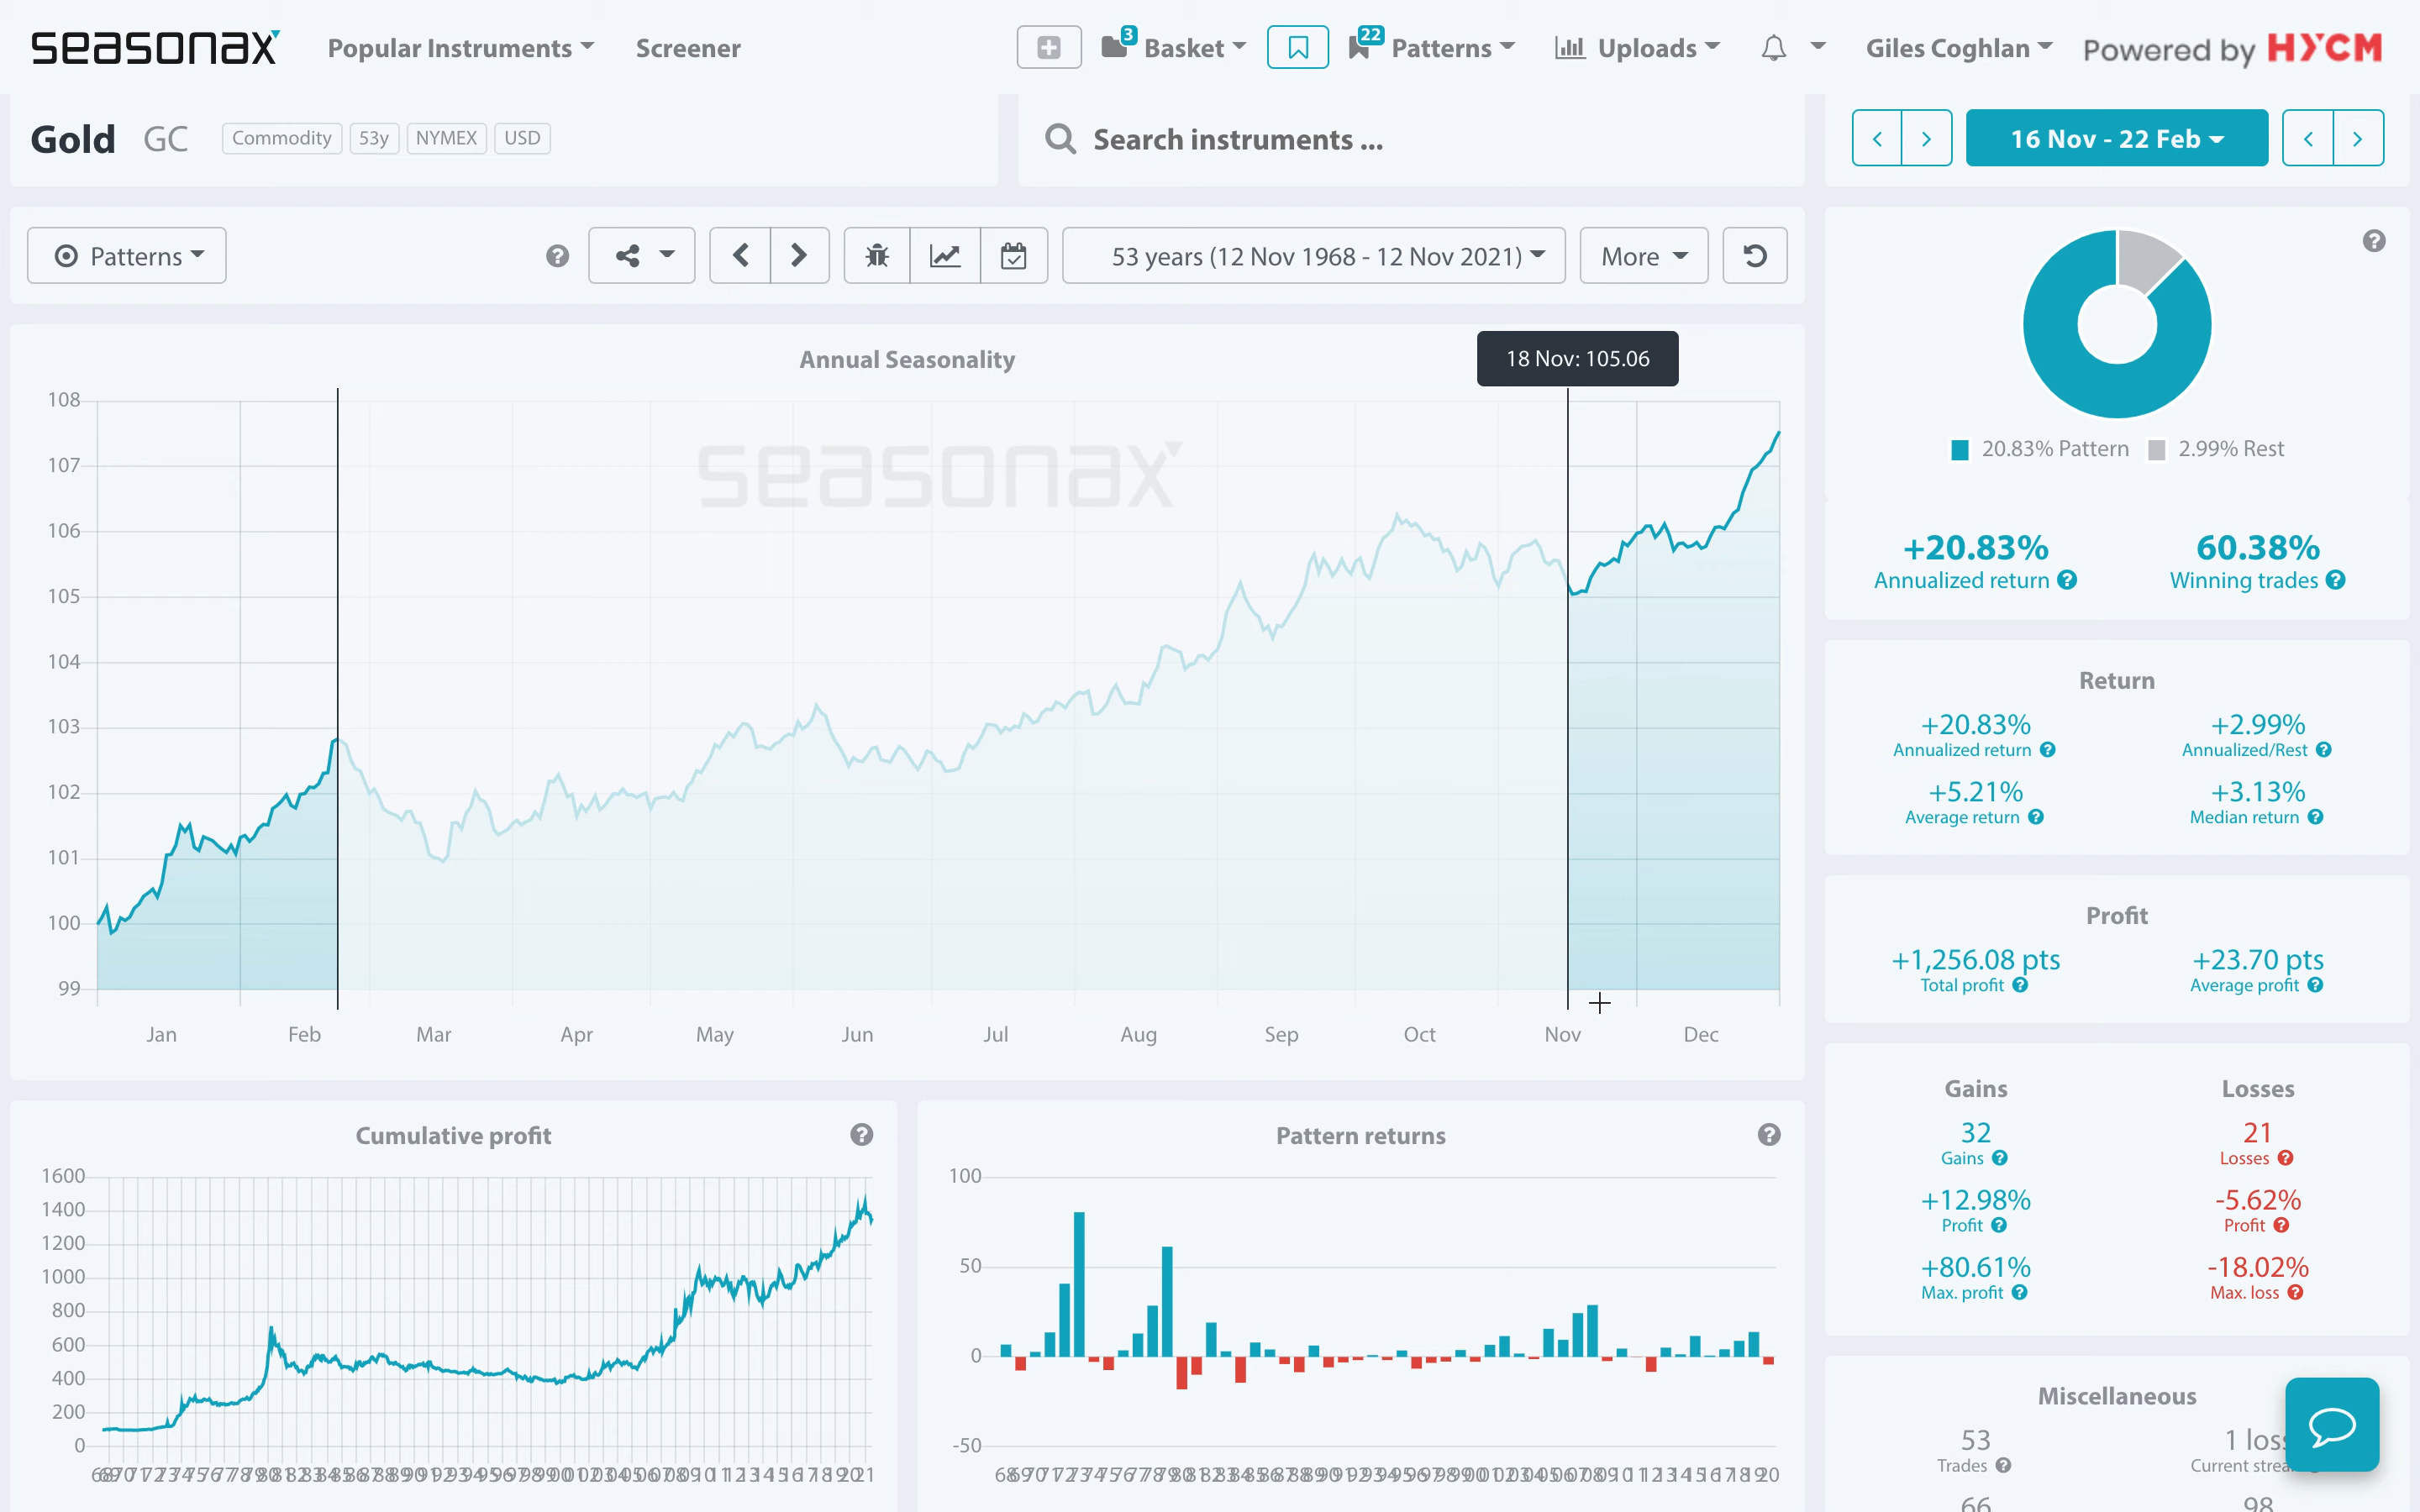 seasonax
Popular Instruments
Screener
3
Basket
22
Patterns
Uploads
Giles Coghlan
Powered by HYCM
Gold GC
Commodity
53y
NYMEX
USD
Search instruments ...
16 Nov - 22 Feb
Patterns
53 years (12 Nov 1968 - 12 Nov 2021)
More
Annual Seasonality
18 Nov: 105.06
seasonax
108
107
106
105
104
103
102
101
100
99
Jan Feb Mar Apr May Jun Jul Aug Sep Oct Nov Dec
20.83% Pattern 2.99% Rest
+20.83% 60.38%
Annualized return Winning trades
Return
+20.83% +2.99%
Annualized return Annualized/Rest
+5.21% +3.13%
Average return Median return
Profit
+1,256.08 pts +23.70 pts
Total profit Average profit
Gains Losses
32 21
Gains Losses
+12.98% -5.62%
Profit Profit
+80.61% -18.02%
Max. profit Max. loss
Miscellaneous
53 1
Trades Current
66 98
Cumulative profit
1600
1400
1200
1000
800
600
400
200
0
Pattern returns
100
50
0
-50